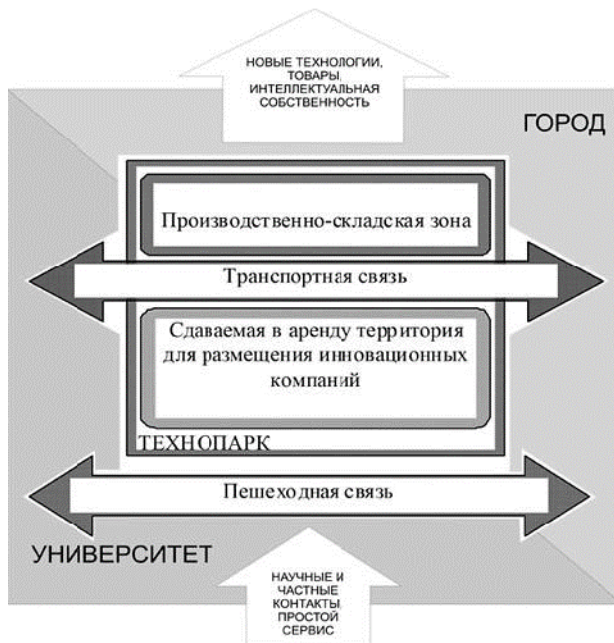 НОВЫЕ ТЕХНОЛОГИИ,
ТОВАРЫ,
ИНТЕЛЛЕКТУАЛЬНАЯ
СОБСТВЕННОСТЬ
ГОРОД
Производственно-складская зона
Транспортная связь
Сдаваемая в аренду территория
для размещения инновационных
компаний
ТЕХНОПАРК
Пешеходная связь
УНИВЕРСИТЕТ
НАУЧНЫЕ И
ЧАСТНЫЕ
КОНТАКТЫ,
ПРОСТОЙ
СЕРВИС